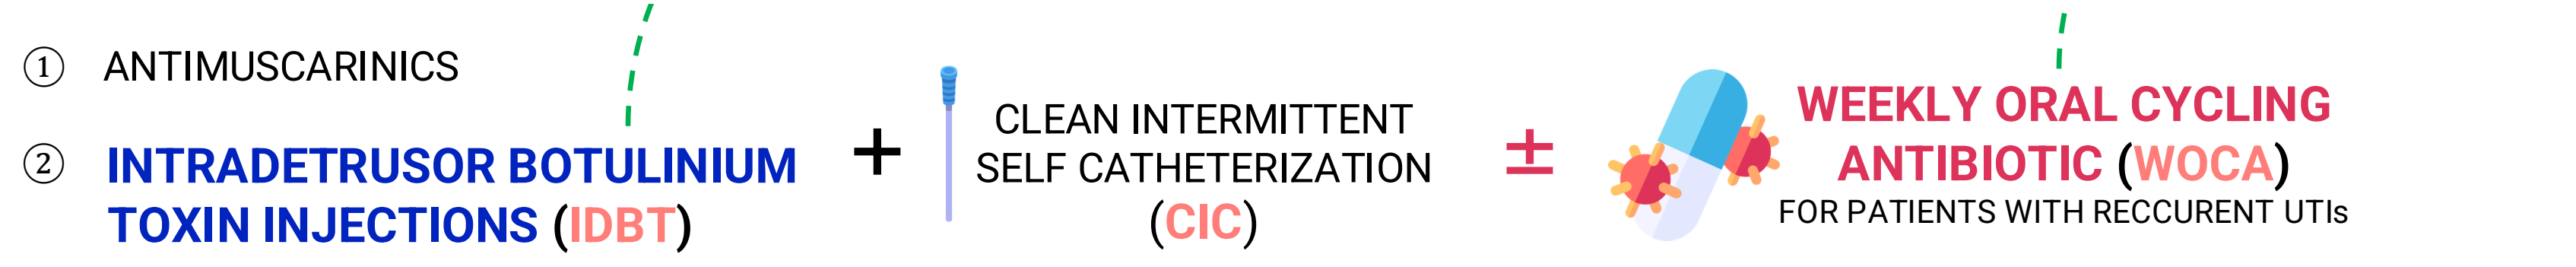 ① ANTIMUSCARINICS
② INTRADETRUSOR BOTULINIUM
TOXIN INJECTIONS (IDBT)
+
CLEAN INTERMITTENT
SELF CATHETERIZATION
(CIC)
±
WEEKLY ORAL CYCLING
ANTIBIOTIC (WOCA)
FOR PATIENTS WITH RECCURENT UTIs